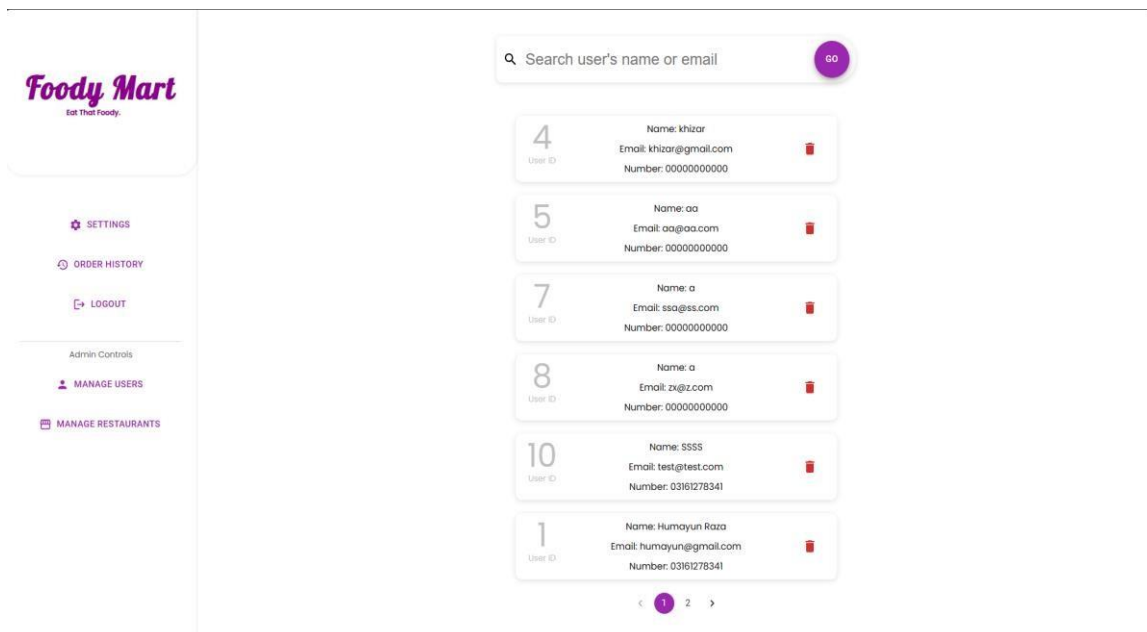 Foody Mart
Eat That Foody.
SETTINGS
ORDER HISTORY
LOGOUT
Admin Controls
MANAGE USERS
MANAGE RESTAURANTS
Search user's name or email
GO
4
User ID
Name: khizar
Email: khizar@gmail.com
Number: 00000000000
5
User ID
Name: aa
Email: aa@aa.com
Number: 00000000000
7
User ID
Name: a
Email: ssa@ss.com
Number: 00000000000
8
User ID
Name: a
Email: zx@z.com
Number: 00000000000
10
User ID
Name: SSSS
Email: test@test.com
Number: 03161278341
1
User ID
Name: Humayun Raza
Email: humayun@gmail.com
Number: 03161278341
‹ 1 2 ›